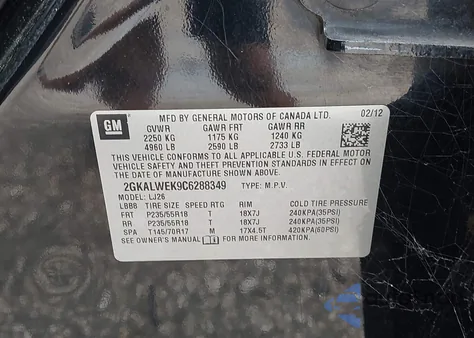 MFD BY GENERAL MOTORS OF CANADA LTD. 02/12
GM GVWR GAWR FRT GAWR RR
2250 KG 1175 KG 1240 KG
4960 LB 2590 LB 2733 LB
THIS VEHICLE CONFORMS TO ALL APPLICABLE U.S. FEDERAL MOTOR
VEHICLE SAFETY AND THEFT PREVENTION STANDARDS IN EFFECT ON
THE DATE OF MANUFACTURE SHOWN ABOVE.
2GKALWEK9C6288349 TYPE: M.P.V.
MODEL: LJ26
LBBB TIRE SIZE SPEED RTG RIM COLD TIRE PRESSURE
FRT P235/55R18 T 18X7J 240KPA(35PSI)
RR P235/55R18 T 18X7J 240KPA(35PSI)
SPA T145/70R17 M 17X4.5T 420KPA(60PSI)
SEE OWNER'S MANUAL FOR MORE INFORMATION.